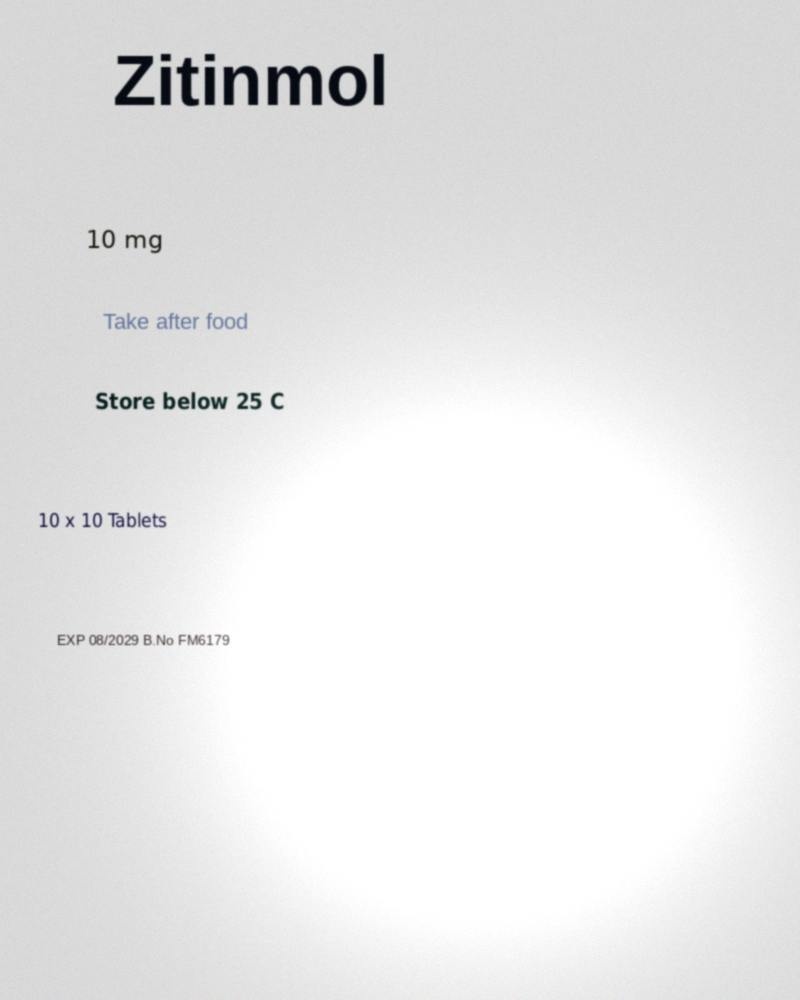 Zitinmol
10 mg
Take after food
Store below 25 C
10 x 10 Tablets
EXP 08/2029 B.No FM6179